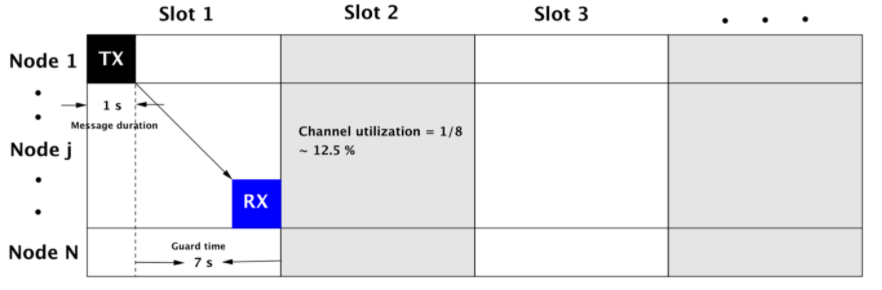 Slot 1 Slot 2 Slot 3 . . .
Node 1 TX
1 s
Message duration
Channel utilization = 1/8
~ 12.5 %
Node j
RX
Node N
Guard time
7 s